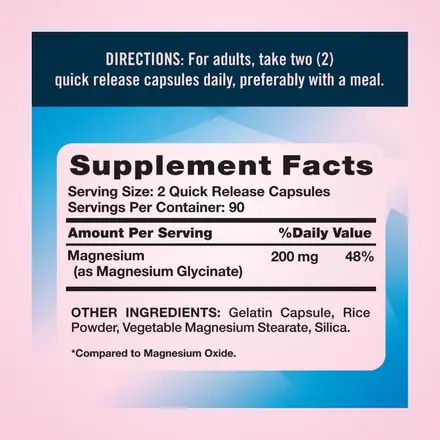 DIRECTIONS: For adults, take two (2)
quick release capsules daily, preferably with a meal.
Supplement Facts
Serving Size: 2 Quick Release Capsules
Servings Per Container: 90
Amount Per Serving %Daily Value
Magnesium 200 mg 48%
(as Magnesium Glycinate)
OTHER INGREDIENTS: Gelatin Capsule, Rice
Powder, Vegetable Magnesium Stearate, Silica.
*Compared to Magnesium Oxide.